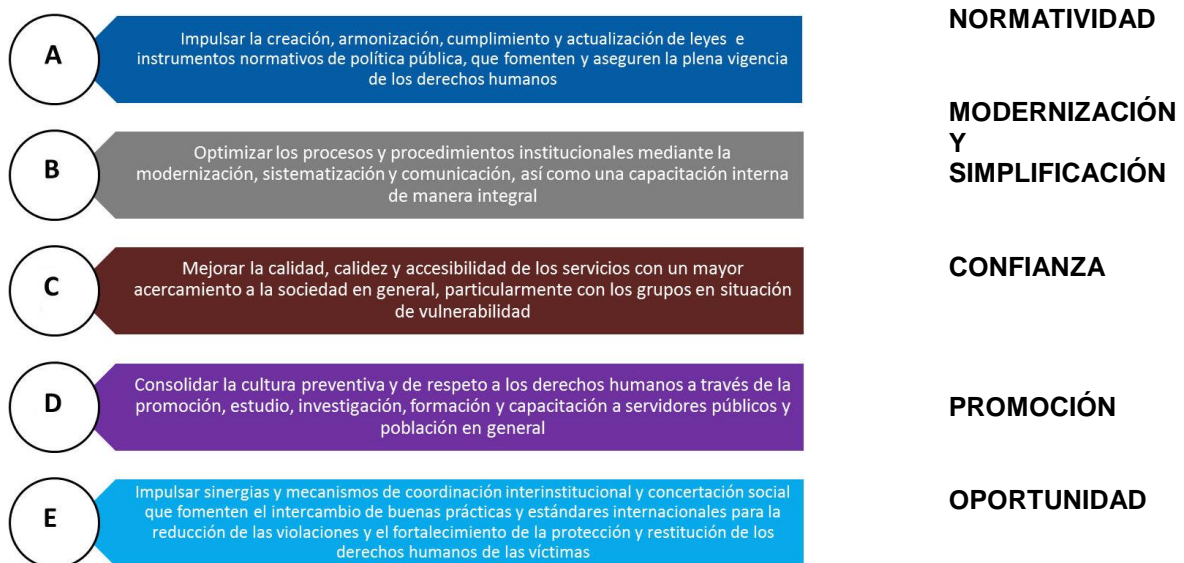 A
Impulsar la creación, armonización, cumplimiento y actualización de leyes e
instrumentos normativos de política pública, que fomenten y aseguren la plena vigencia
de los derechos humanos
NORMATIVIDAD
B
Optimizar los procesos y procedimientos institucionales mediante la
modernización, sistematización y comunicación, así como una capacitación interna
de manera integral
MODERNIZACIÓN
Y
SIMPLIFICACIÓN
C
Mejorar la calidad, calidez y accesibilidad de los servicios con un mayor
acercamiento a la sociedad en general, particularmente con los grupos en situación
de vulnerabilidad
CONFIANZA
D
Consolidar la cultura preventiva y de respeto a los derechos humanos a través de la
promoción, estudio, investigación, formación y capacitación a servidores públicos y
población en general
PROMOCIÓN
E
Impulsar sinergias y mecanismos de coordinación interinstitucional y concertación social
que fomenten el intercambio de buenas prácticas y estándares internacionales para la
reducción de las violaciones y el fortalecimiento de la protección y restitución de los
derechos humanos de las víctimas
OPORTUNIDAD